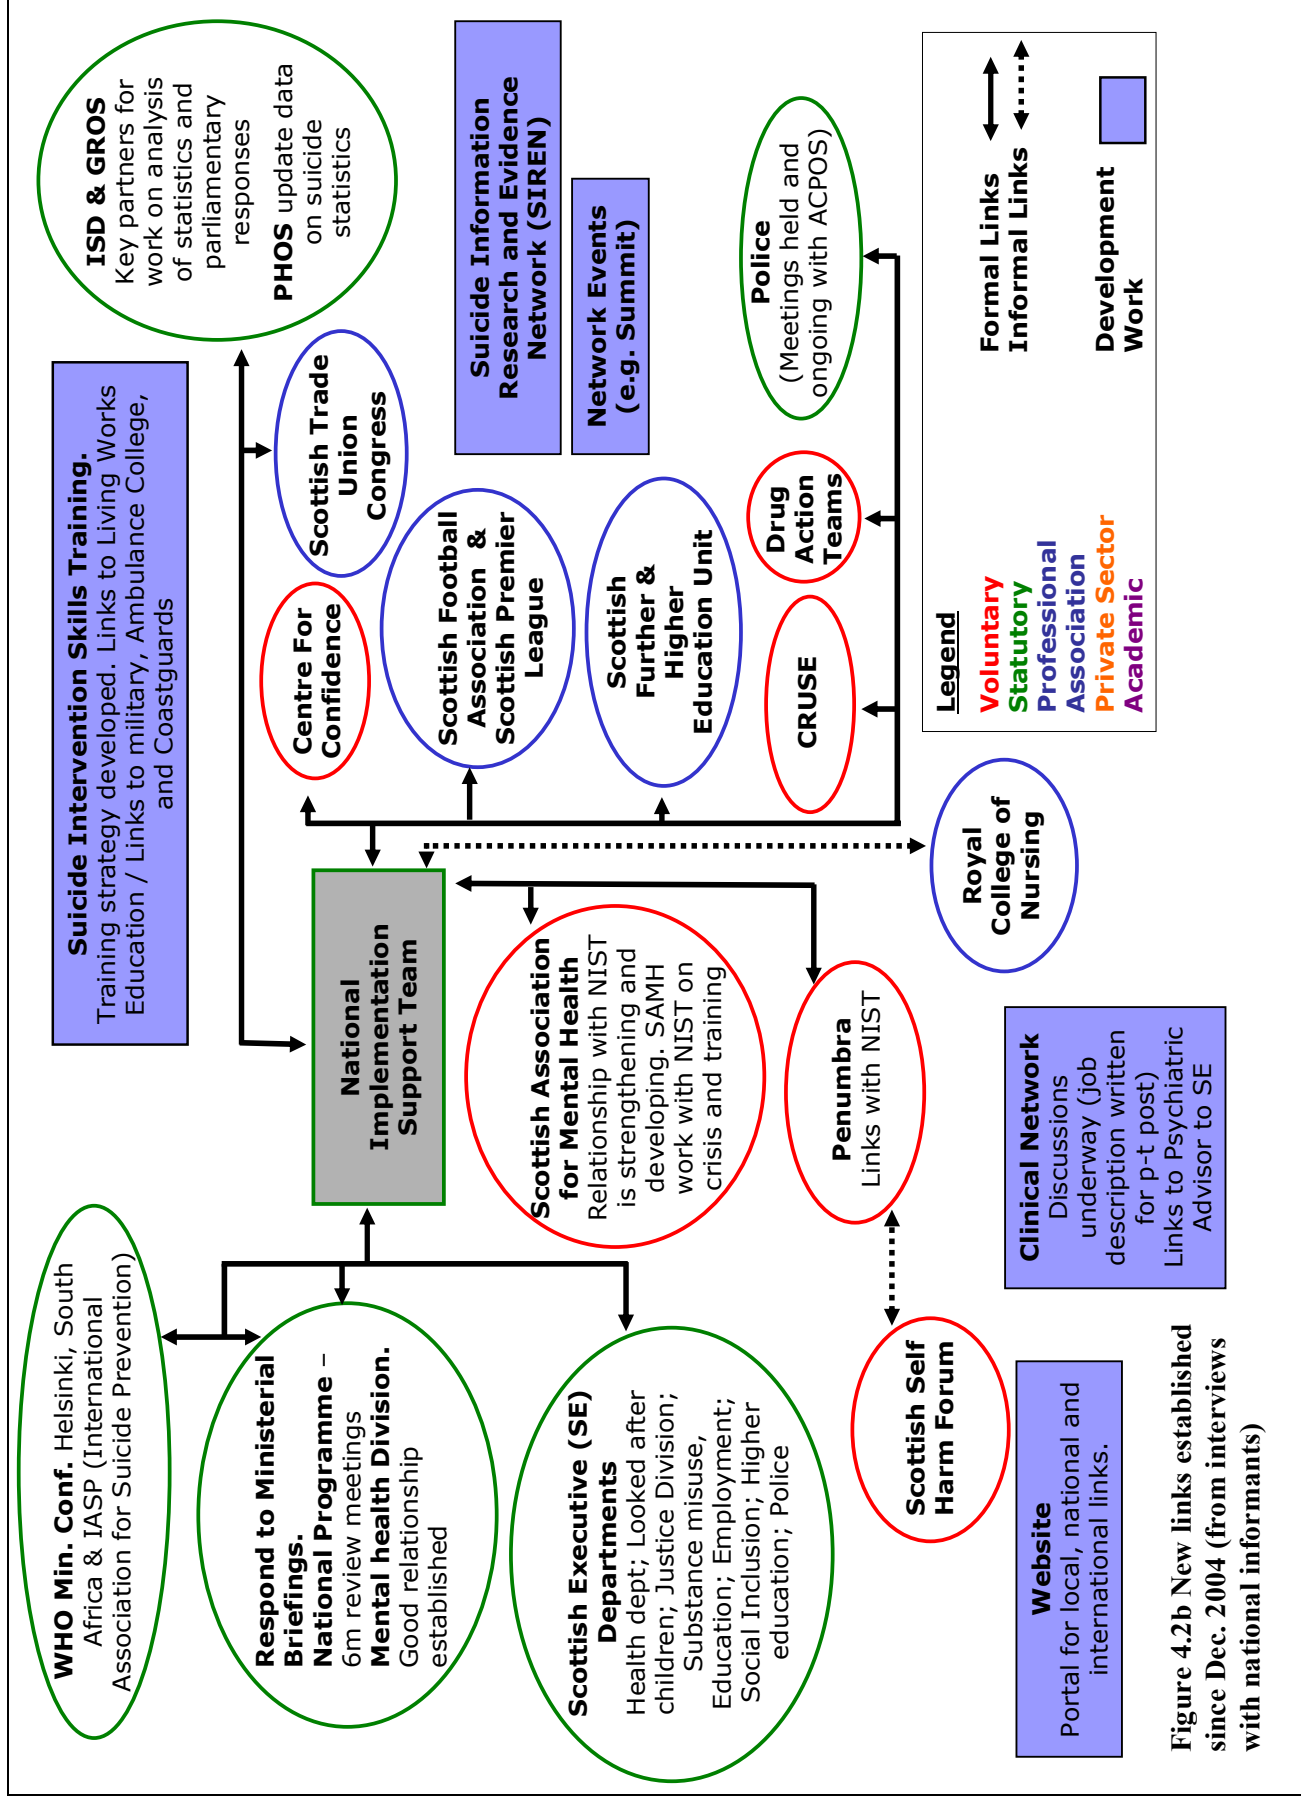 WHO Min. Conf. Helsinki, South
Africa & IASP (International
Association for Suicide Prevention)
Respond to Ministerial
Briefings.
National Programme –
6m review meetings
Mental health Division.
Good relationship
established
Scottish Executive (SE)
Departments
Health dept; Looked after
children; Justice Division;
Substance misuse,
Education; Employment;
Social Inclusion; Higher
education; Police
Scottish Self
Harm Forum
Website
Portal for local, national and
international links.
Figure 4.2b New links established
since Dec. 2004 (from interviews
with national informants)
Suicide Intervention Skills Training.
Training strategy developed. Links to Living Works
Education / Links to military, Ambulance College,
and Coastguards
National
Implementation
Support Team
Scottish Association
for Mental Health
Relationship with NIST
is strengthening and
developing. SAMH
work with NIST on
crisis and training
Penumbra
Links with NIST
Clinical Network
Discussions
underway (job
description written
for p-t post)
Links to Psychiatric
Advisor to SE
Royal
College of
Nursing
Centre For
Confidence
Scottish Trade
Union
Congress
Scottish Football
Association &
Scottish Premier
League
Scottish
Further &
Higher
Education Unit
CRUSE
Drug
Action
Teams
Police
(Meetings held and
ongoing with ACPOS)
ISD & GROS
Key partners for
work on analysis
of statistics and
parliamentary
responses
PHOS update data
on suicide
statistics
Suicide Information
Research and Evidence
Network (SIREN)
Network Events
(e.g. Summit)
Legend
Voluntary
Statutory
Professional
Association
Private Sector
Academic
Formal Links
Informal Links
Development
Work